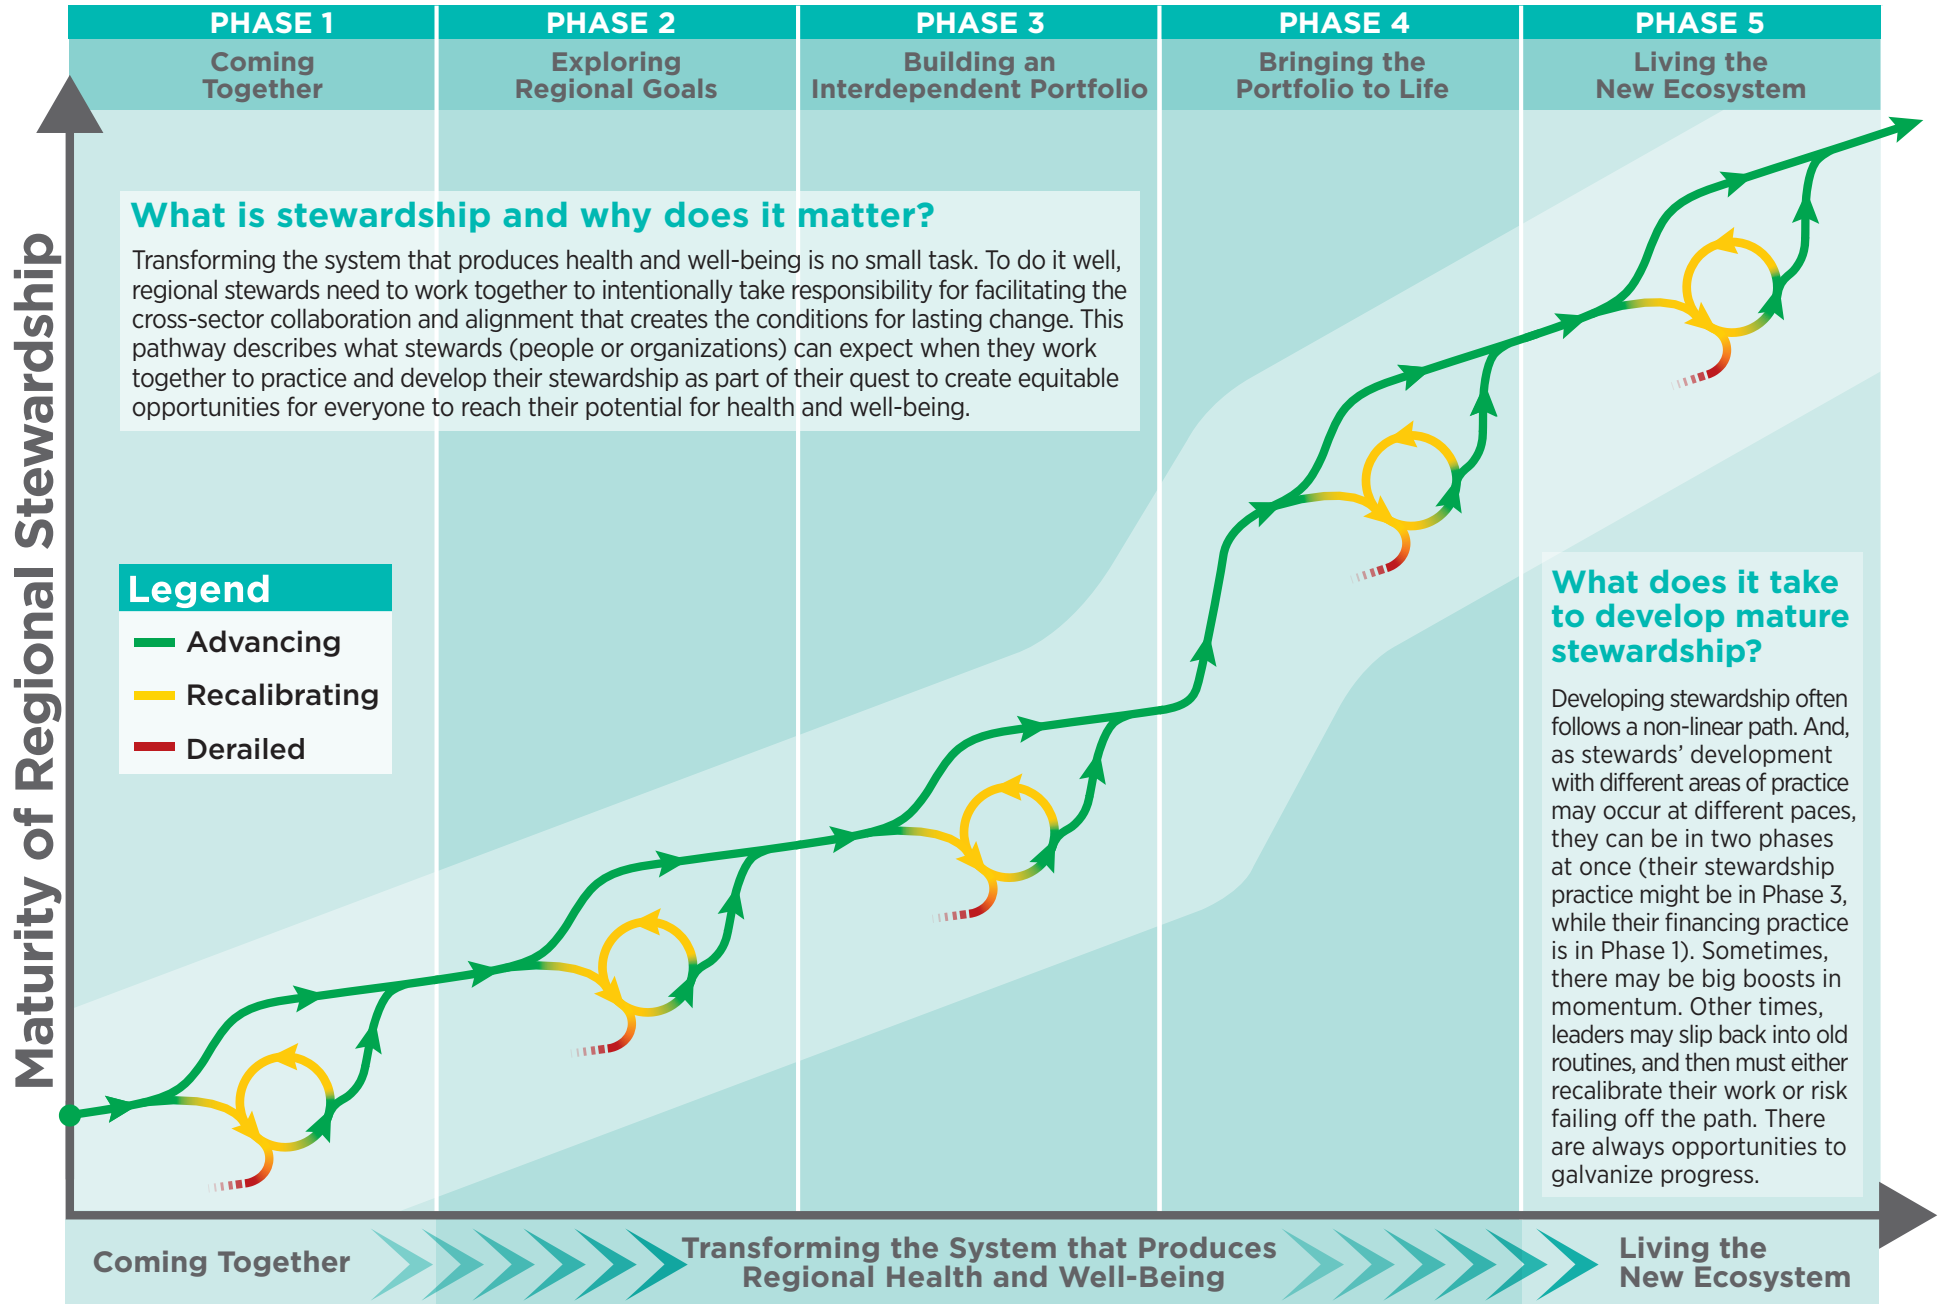 PHASE 1
Coming
Together
PHASE 2
Exploring
Regional Goals
PHASE 3
Building an
Interdependent Portfolio
PHASE 4
Bringing the
Portfolio to Life
PHASE 5
Living the
New Ecosystem
Maturity of Regional Stewardship
What is stewardship and why does it matter?
Transforming the system that produces health and well-being is no small task. To do it well,
regional stewards need to work together to intentionally take responsibility for facilitating the
cross-sector collaboration and alignment that creates the conditions for lasting change. This
pathway describes what stewards (people or organizations) can expect when they work
together to practice and develop their stewardship as part of their quest to create equitable
opportunities for everyone to reach their potential for health and well-being.
Legend
Advancing
Recalibrating
Derailed
What does it take
to develop mature
stewardship?
Developing stewardship often
follows a non-linear path. And,
as stewards’ development
with different areas of practice
may occur at different paces,
they can be in two phases
at once (their stewardship
practice might be in Phase 3,
while their financing practice
is in Phase 1). Sometimes,
there may be big boosts in
momentum. Other times,
leaders may slip back into old
routines, and then must either
recalibrate their work or risk
failing off the path. There
are always opportunities to
galvanize progress.
Coming Together
Transforming the System that Produces
Regional Health and Well-Being
Living the
New Ecosystem